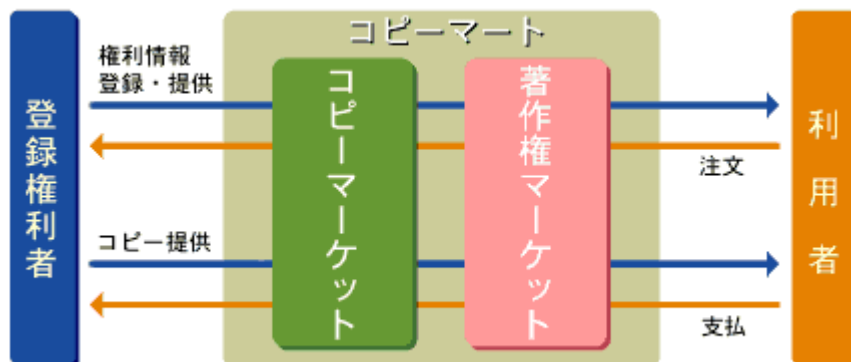 コピーマート
権利情報
登録・提供
登録権利者
コピーマーケット
著作権マーケット
利用者
注文
コピー提供
支払